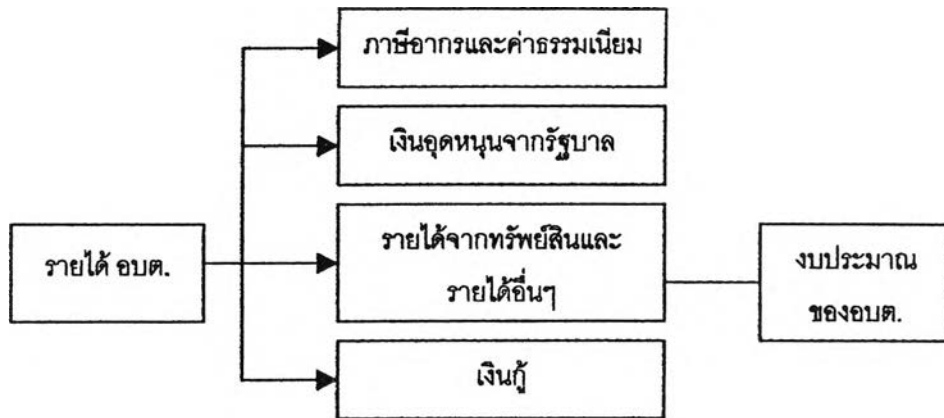 ภาษีอากรและค่าธรรมเนียม
เงินอุดหนุนจากรัฐบาล
รายได้ อบต.
รายได้จากทรัพย์สินและ
รายได้อื่นๆ
งบประมาณ
ของอบต.
เงินกู้